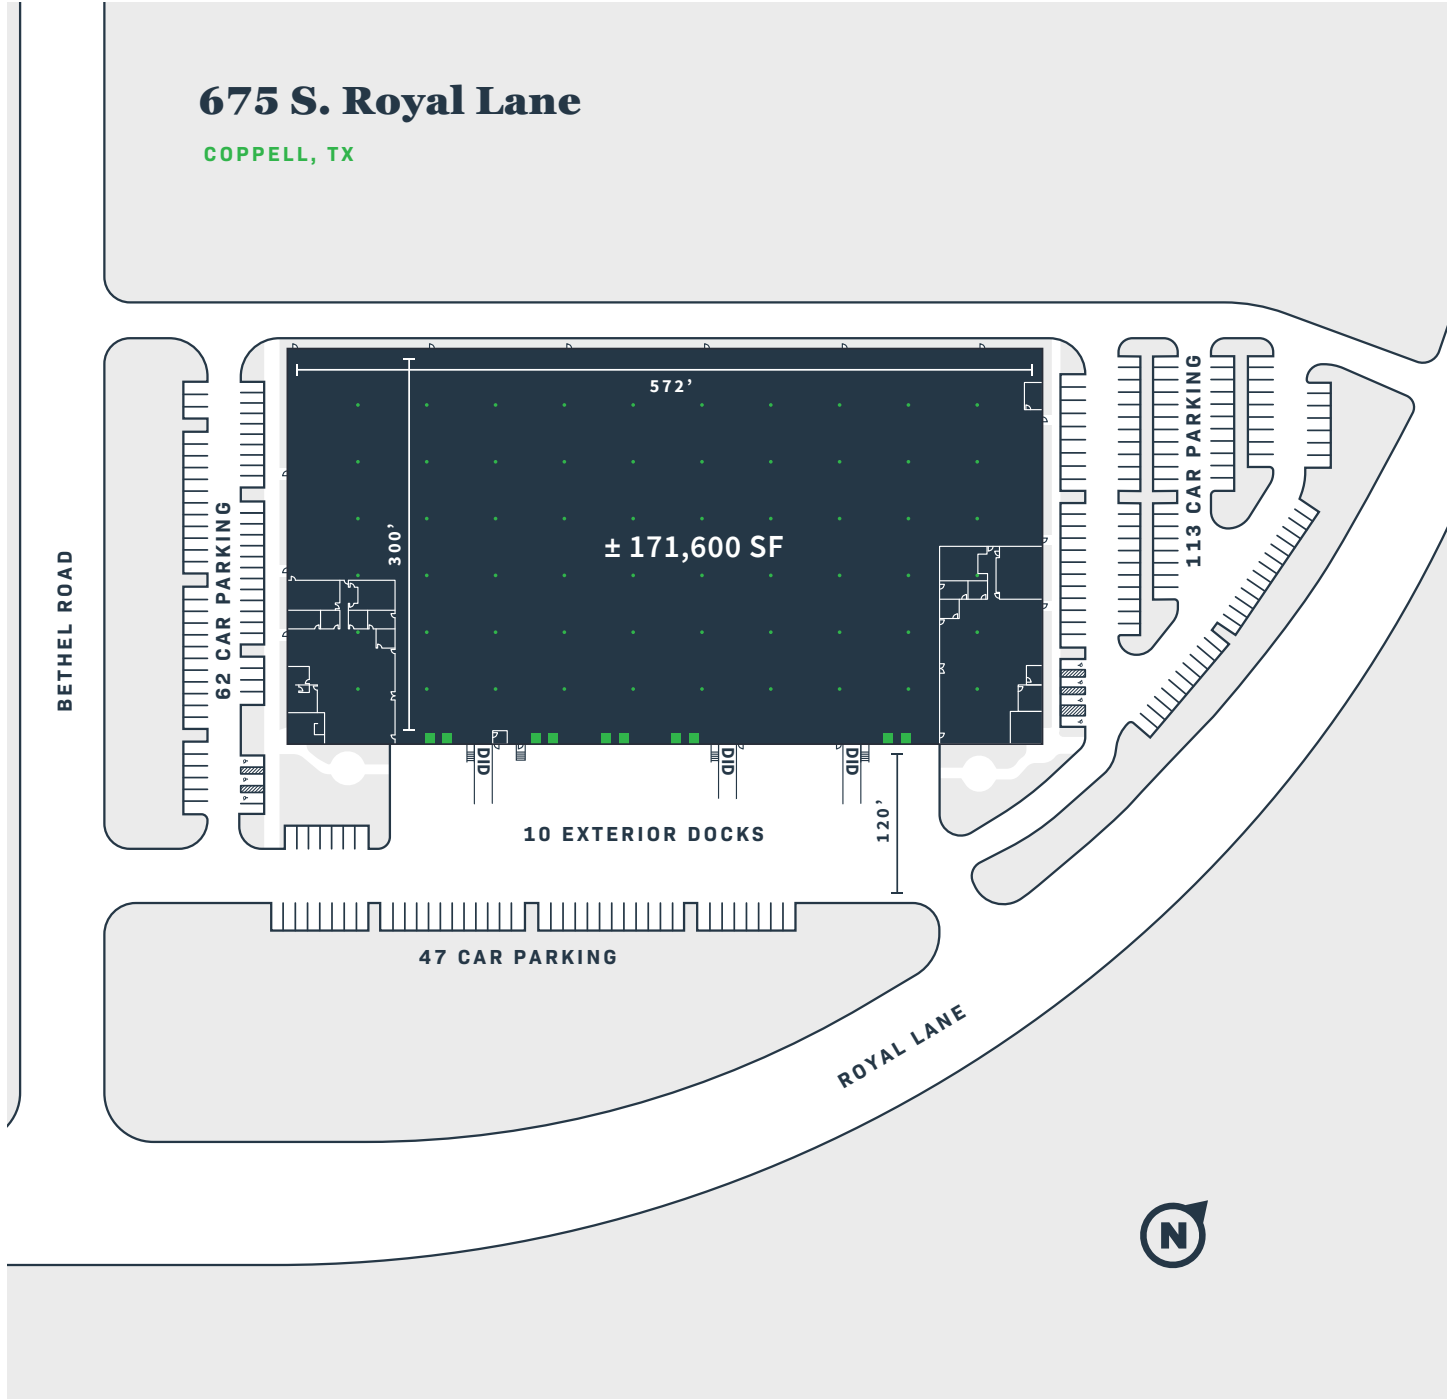 675 S. Royal Lane
COPPELL, TX
572’
300’
± 171,600 SF
BETHEL ROAD
62 CAR PARKING
113 CAR PARKING
DID
DID
DID
120’
10 EXTERIOR DOCKS
47 CAR PARKING
ROYAL LANE
N